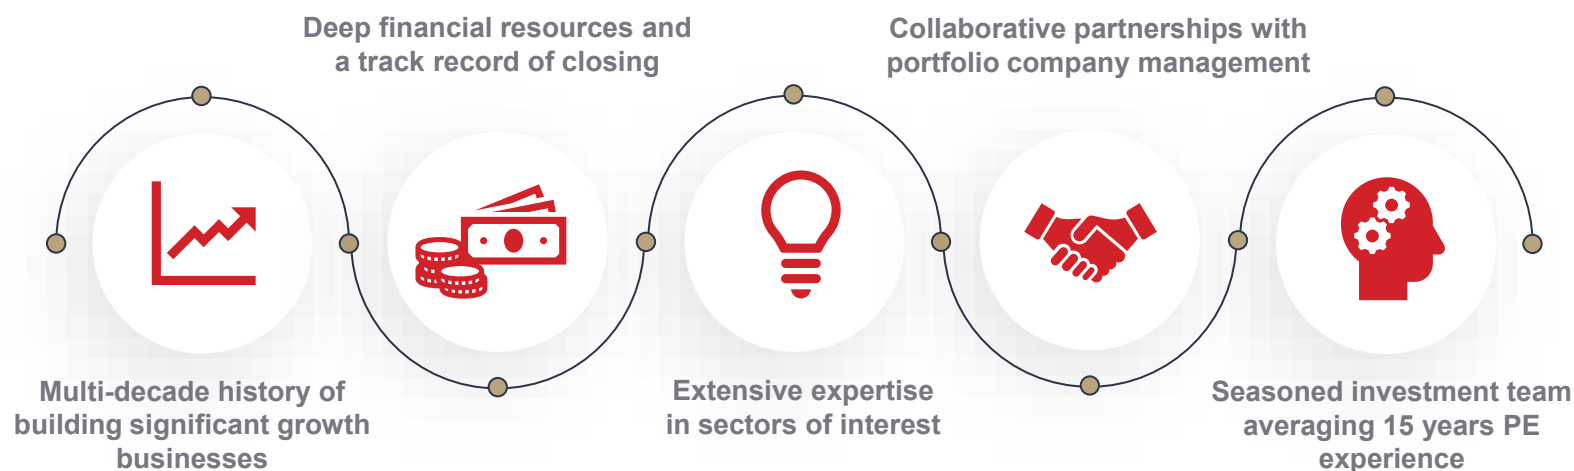 Deep financial resources and
a track record of closing
Collaborative partnerships with
portfolio company management
Multi-decade history of
building significant growth
businesses
Extensive expertise
in sectors of interest
Seasoned investment team
averaging 15 years PE
experience